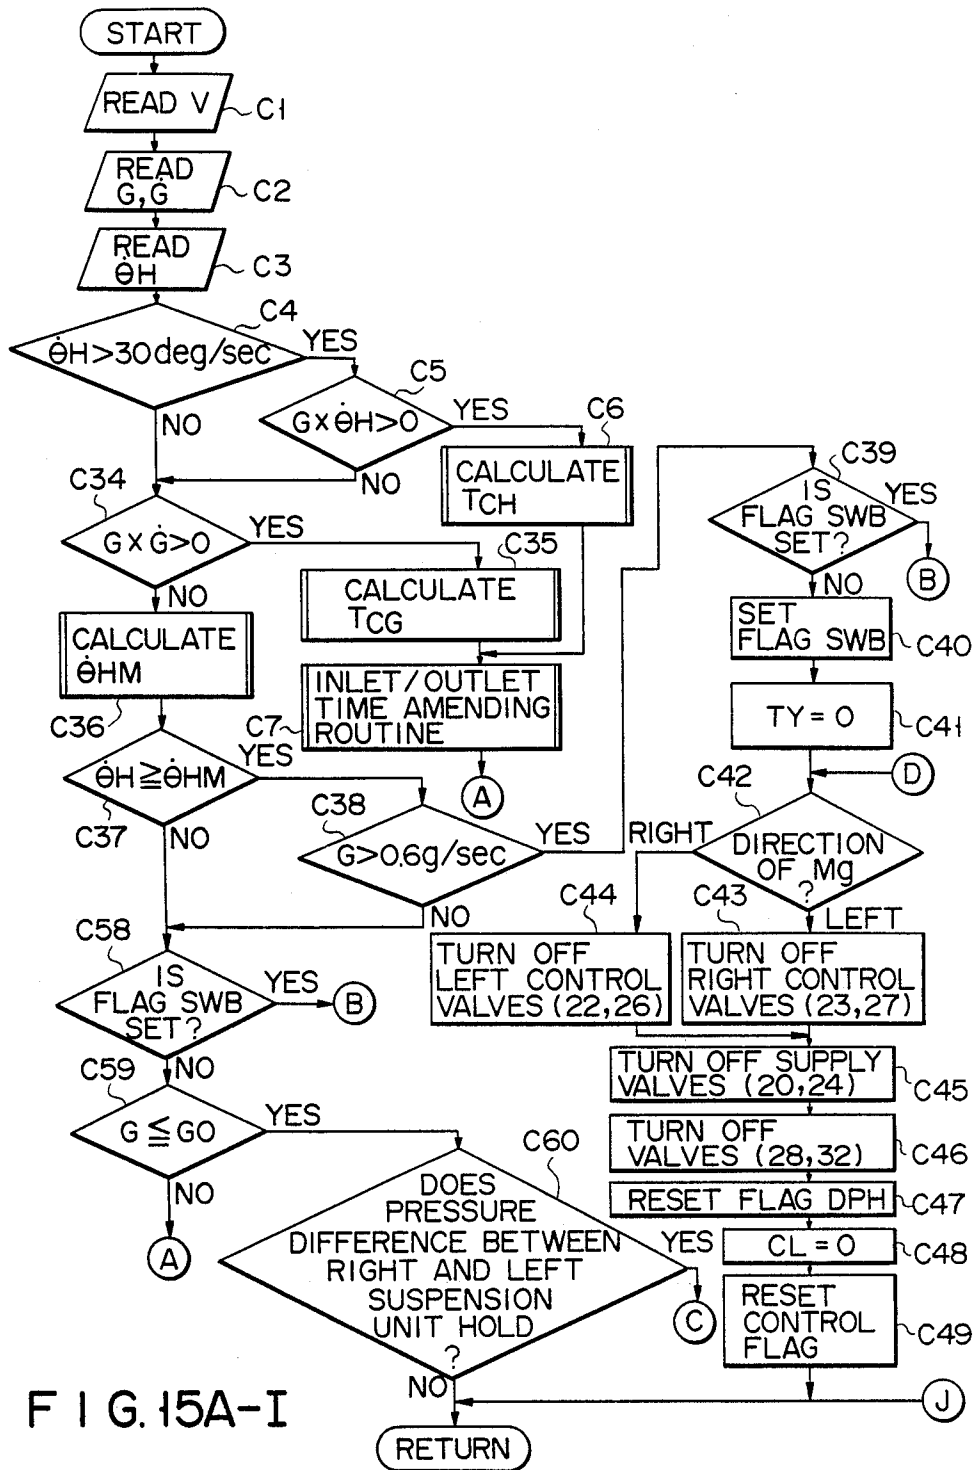 START
READ V
C1
READ
G, Ġ
C2
READ
θ̇H
C3
C4
θ̇H>30deg/sec
YES
NO
C5
G×θ̇H>0
YES
NO
C6
CALCULATE
TCH
C34
G×Ġ>0
YES
NO
C35
CALCULATE
TCG
CALCULATE
θ̇HM
C36
INLET/OUTLET
TIME AMENDING
ROUTINE
C7
A
θ̇H≧θ̇HM
YES
C37
NO
C38
G>0.6g/sec
YES
NO
C39
IS
FLAG SWB
SET?
YES
B
NO
SET
FLAG SWB
C40
TY=0
C41
D
C42
DIRECTION
OF Mg
?
RIGHT
LEFT
C44
TURN OFF
LEFT CONTROL
VALVES (22,26)
C43
TURN OFF
RIGHT CONTROL
VALVES (23,27)
TURN OFF SUPPLY
VALVES (20,24)
C45
TURN OFF
VALVES (28,32)
C46
RESET FLAG DPH
C47
CL=0
C48
RESET
CONTROL
FLAG
C49
J
C58
IS
FLAG SWB
SET?
YES
B
NO
C59
G≦GO
YES
NO
A
C60
DOES
PRESSURE
DIFFERENCE BETWEEN
RIGHT AND LEFT
SUSPENSION
UNIT HOLD
?
YES
C
NO
RETURN
FIG.15A-I